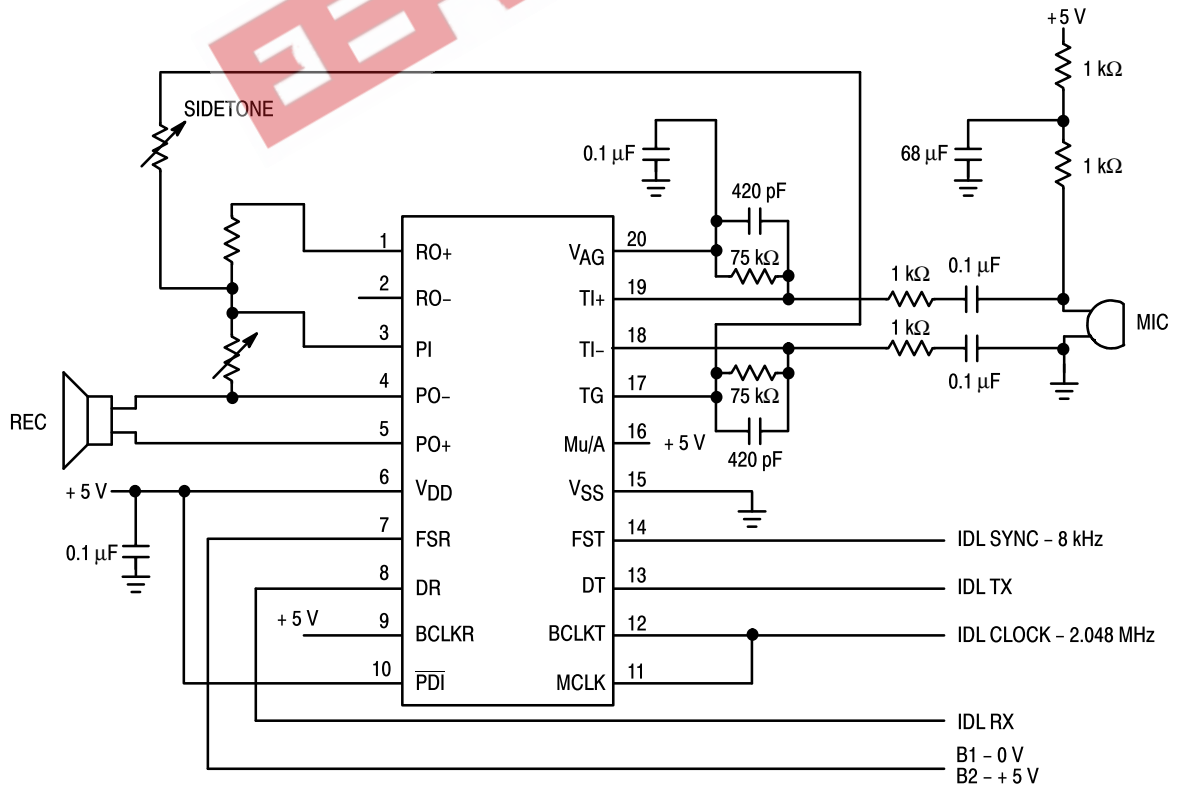 +5 V
1 kΩ
SIDETONE
0.1 µF
68 µF
1 kΩ
420 pF
1
RO+
VAG
20
75 kΩ
1 kΩ
0.1 µF
2
RO–
TI+
19
3
PI
TI–
18
1 kΩ
MIC
0.1 µF
4
PO–
TG
17
75 kΩ
REC
5
PO+
Mu/A
16
+ 5 V
420 pF
+ 5 V
6
VDD
VSS
15
7
FSR
FST
14
IDL SYNC – 8 kHz
0.1 µF
8
DR
DT
13
IDL TX
+ 5 V
9
BCLKR
BCLKT
12
IDL CLOCK – 2.048 MHz
10
PDI
MCLK
11
IDL RX
B1 – 0 V
B2 – + 5 V